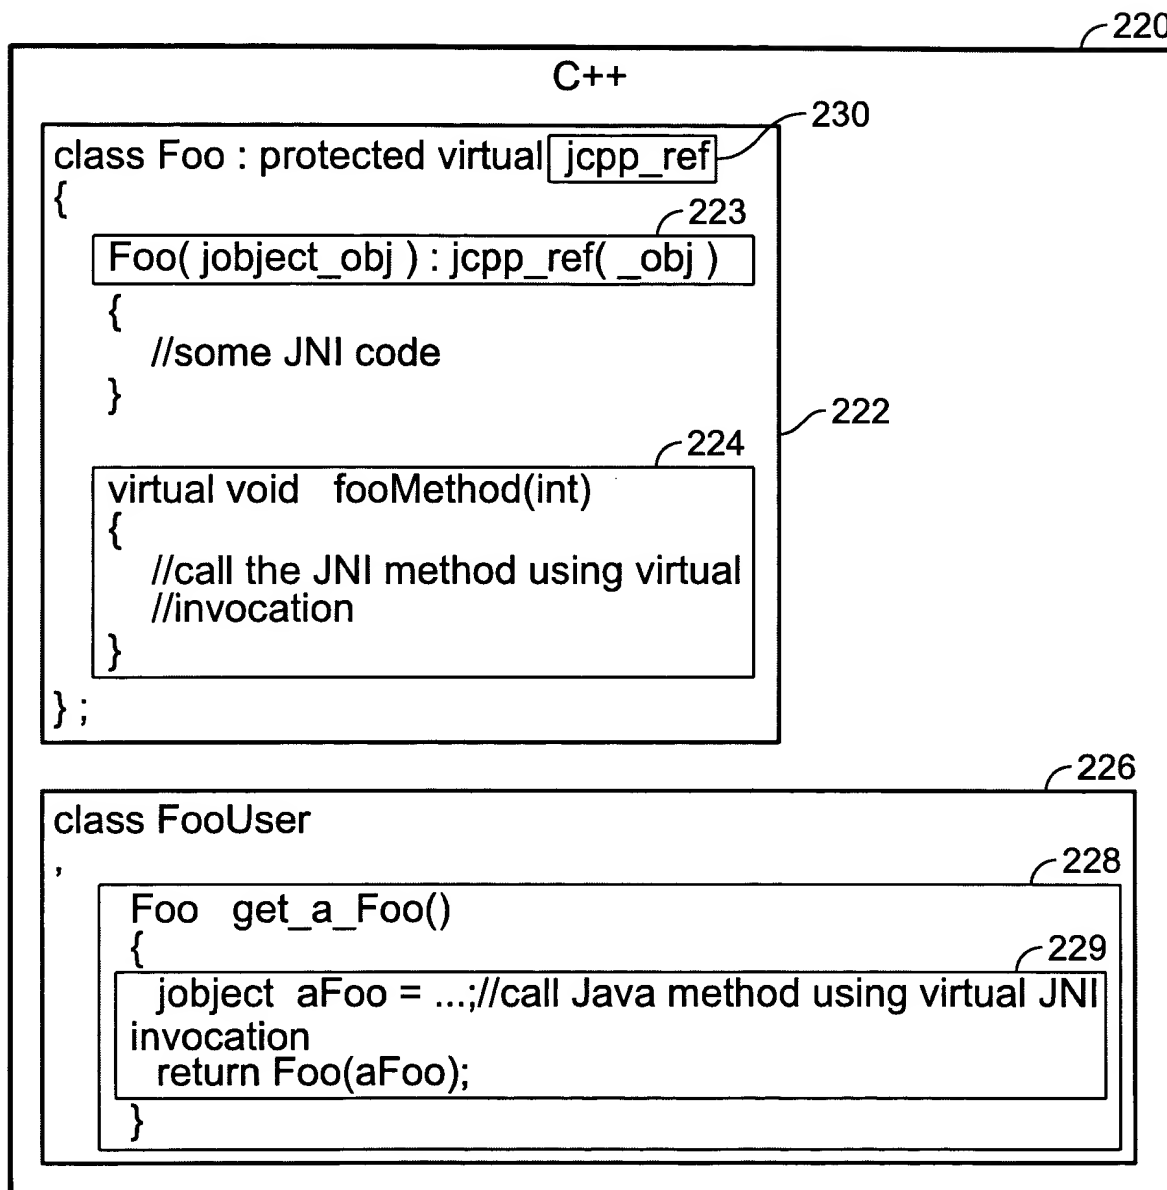 220
C++
230
class Foo : protected virtual jcpp_ref
{
223
Foo( jobject_obj ) : jcpp_ref( _obj )
{
//some JNI code
}
222
224
virtual void fooMethod(int)
{
//call the JNI method using virtual
//invocation
}
} ;
226
class FooUser
,
228
Foo get_a_Foo()
{
229
jobject aFoo = ...;//call Java method using virtual JNI
invocation
return Foo(aFoo);
}